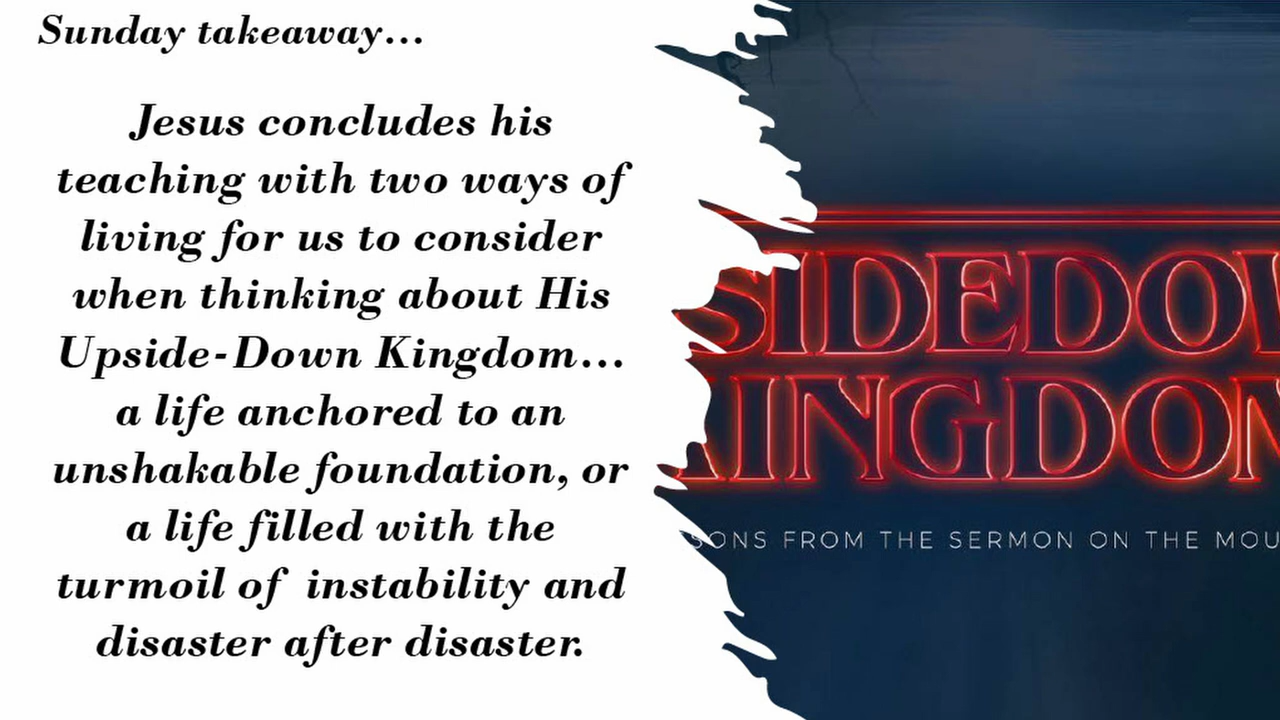 Sunday takeaway...
Jesus concludes his
teaching with two ways of
living for us to consider
when thinking about His
Upside-Down Kingdom...
a life anchored to an
unshakable foundation, or
a life filled with the
turmoil of instability and
disaster after disaster.
SIDEDOW
KINGDOM
SONS FROM THE SERMON ON THE MOU